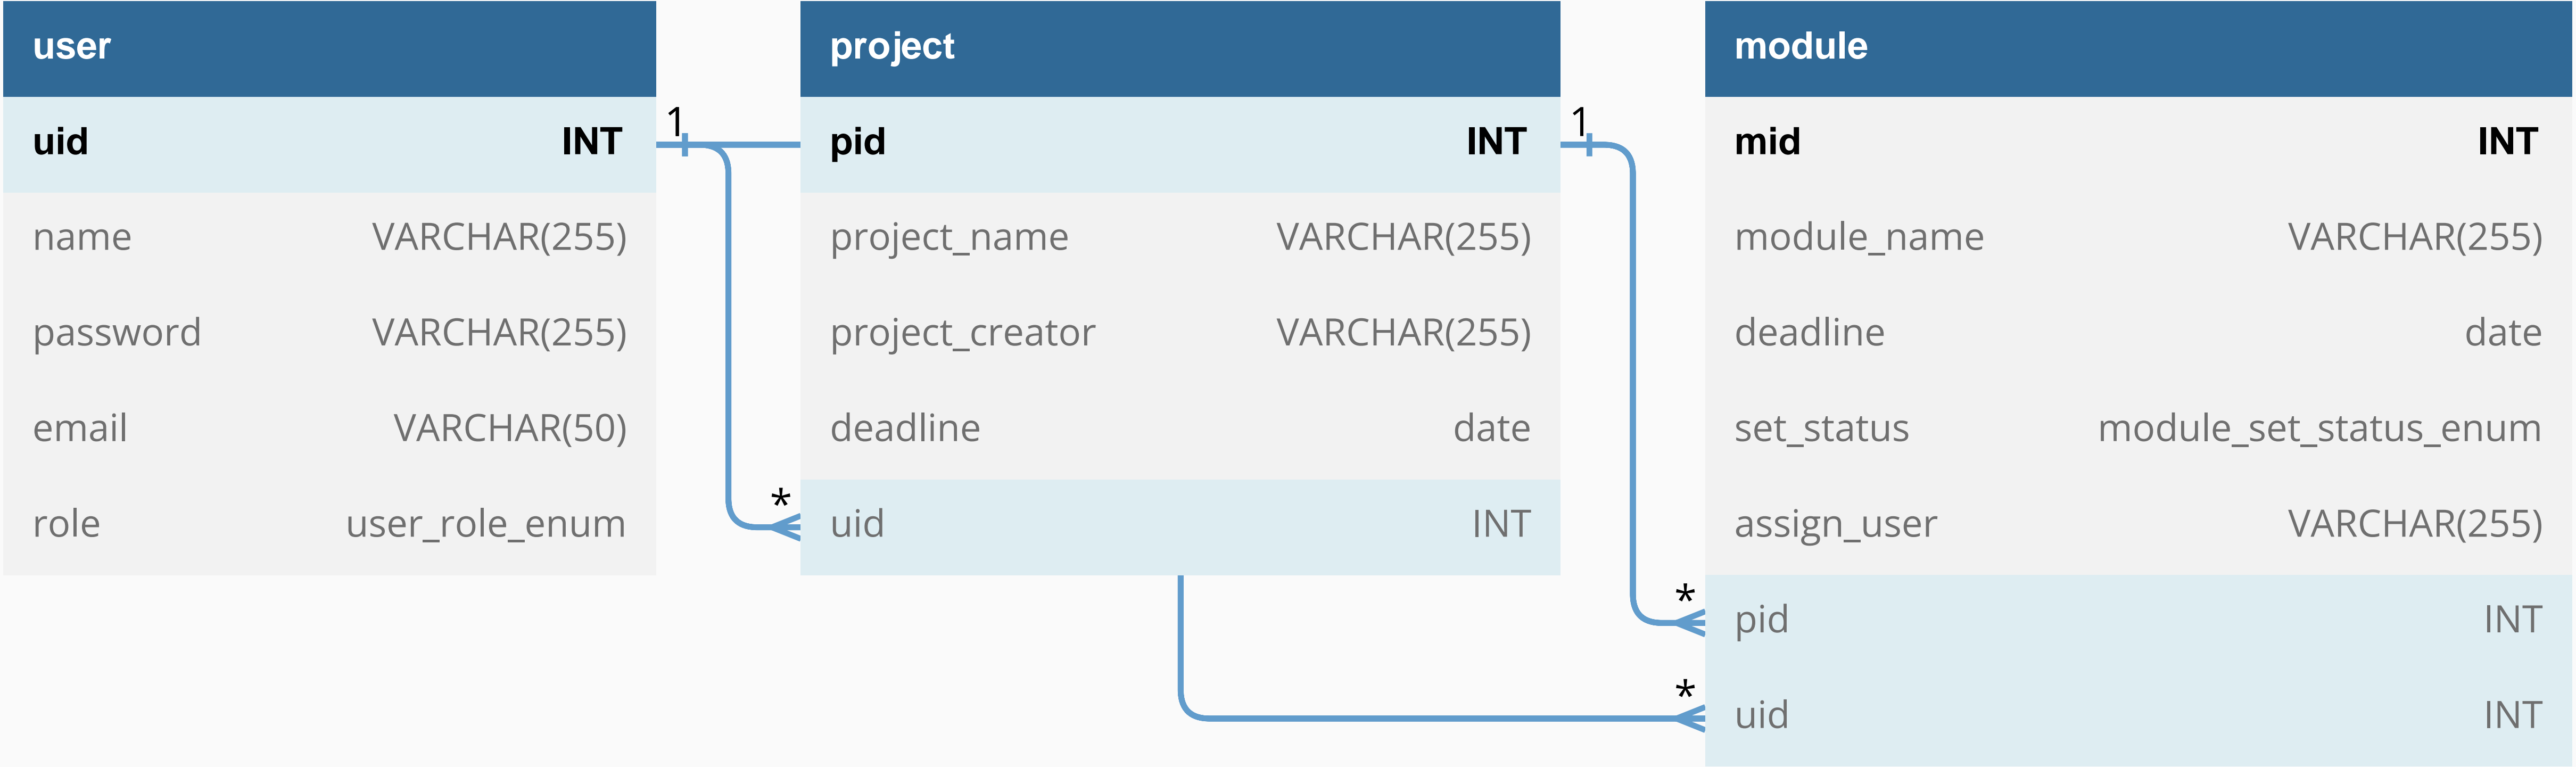 user
uid INT
name VARCHAR(255)
password VARCHAR(255)
email VARCHAR(50)
role user_role_enum
1
*
project
pid INT
project_name VARCHAR(255)
project_creator VARCHAR(255)
deadline date
uid INT
1
*
*
module
mid INT
module_name VARCHAR(255)
deadline date
set_status module_set_status_enum
assign_user VARCHAR(255)
pid INT
uid INT